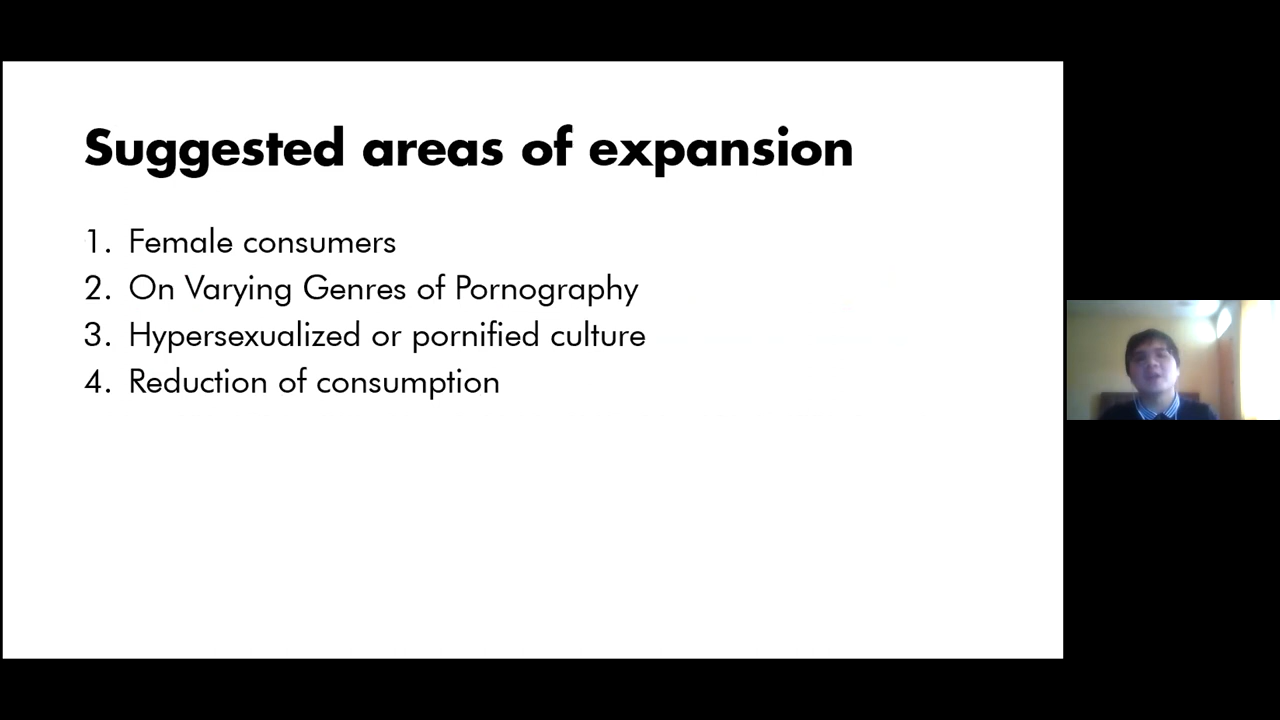 Suggested areas of expansion
1. Female consumers
2. On Varying Genres of Pornography
3. Hypersexualized or pornified culture
4. Reduction of consumption